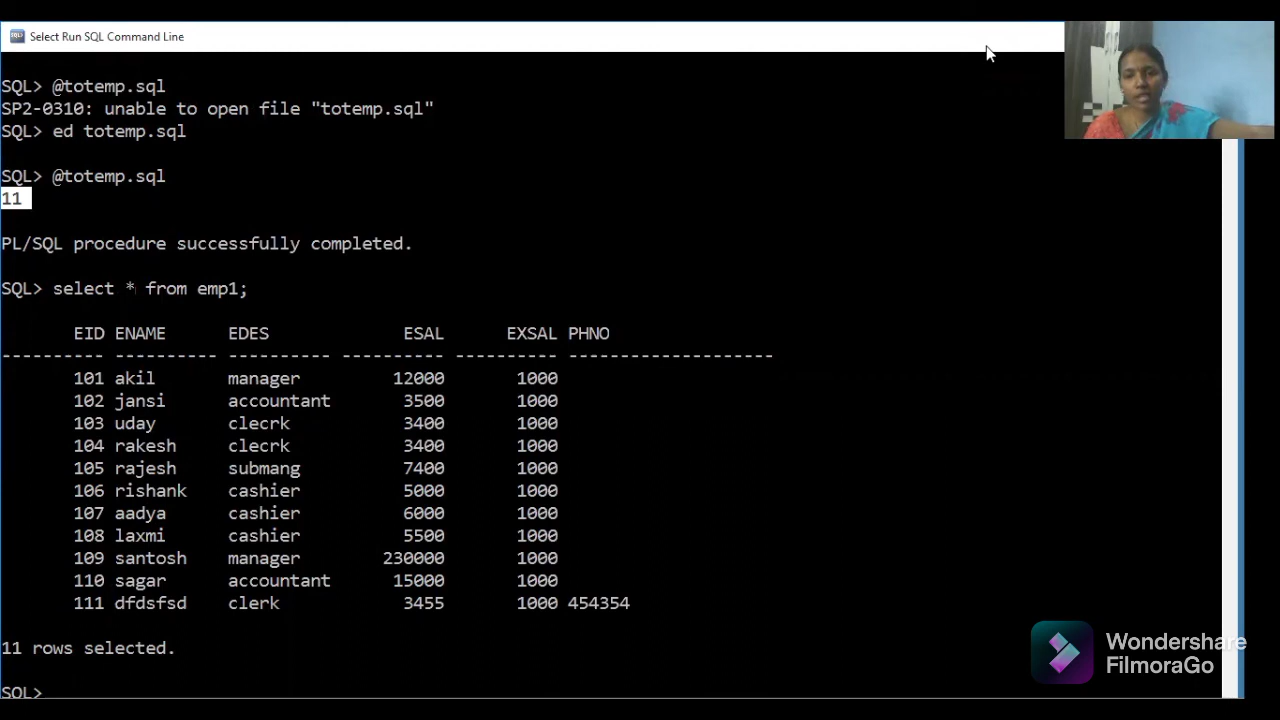 Select Run SQL Command Line
SQL> @totemp.sql
SP2-0310: unable to open file "totemp.sql"
SQL> ed totemp.sql
SQL> @totemp.sql
11
PL/SQL procedure successfully completed.
SQL> select * from emp1;
EID ENAME EDES ESAL EXSAL PHNO
---------- ---------- ---------- ---------- ---------- --------------------
101 akil manager 12000 1000
102 jansi accountant 3500 1000
103 uday clecrk 3400 1000
104 rakesh clecrk 3400 1000
105 rajesh submang 7400 1000
106 rishank cashier 5000 1000
107 aadya cashier 6000 1000
108 laxmi cashier 5500 1000
109 santosh manager 230000 1000
110 sagar accountant 15000 1000
111 dfdsfsd clerk 3455 1000 454354
11 rows selected.
SQL>
Wondershare
FilmoraGo